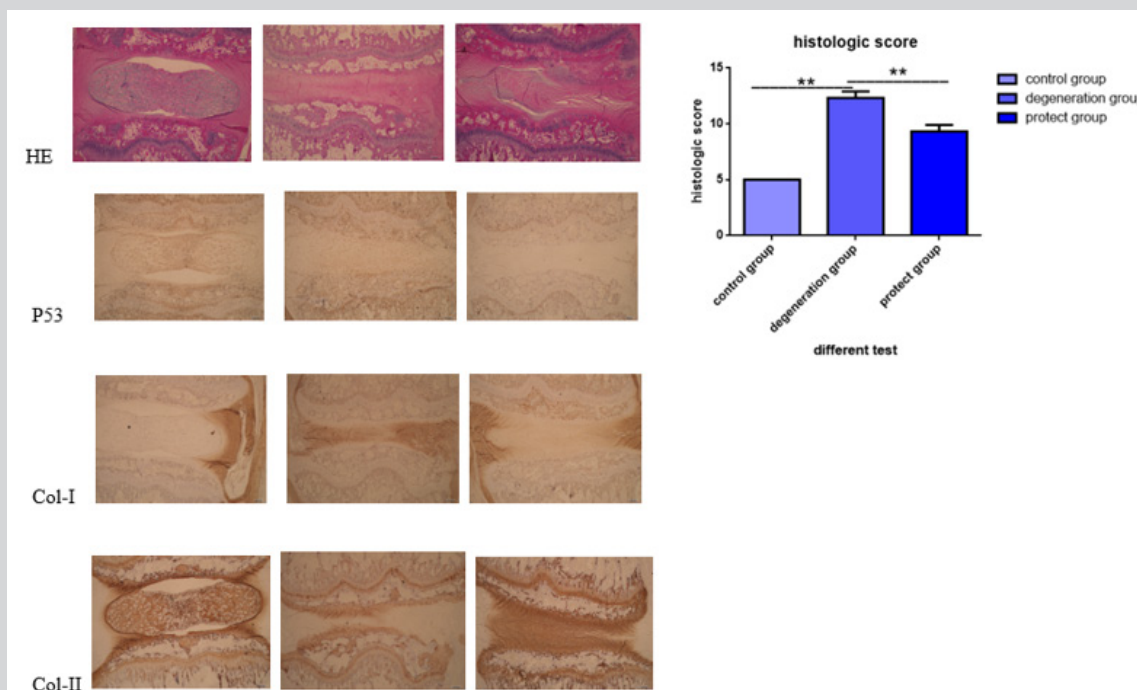 HE
P53
Col-I
Col-II
histologic score
histologic score
15
10
5
0
**
**
control group
degeneration group
protect group
different test
control group
degeneration group
protect group